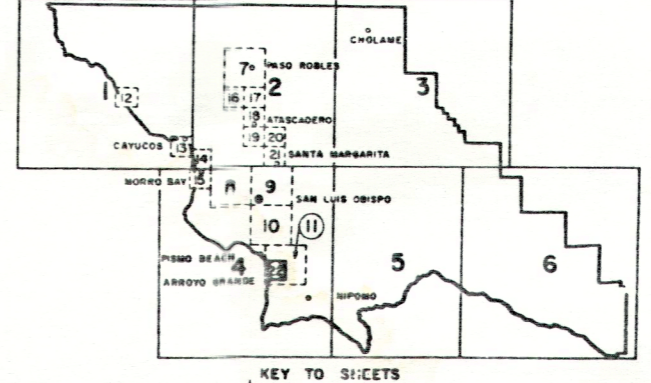 CHOLAME
7 PASO ROBLES
2
3
1
12
16 17
18
ATASCADERO
19 20
CAYUCOS 13
21 SANTA MARGARITA
14
MORRO BAY 15
8 9
SAN LUIS OBISPO
10 11
PISMO BEACH
4 5 6
ARROYO GRANDE
NIPOMO
KEY TO SHEETS